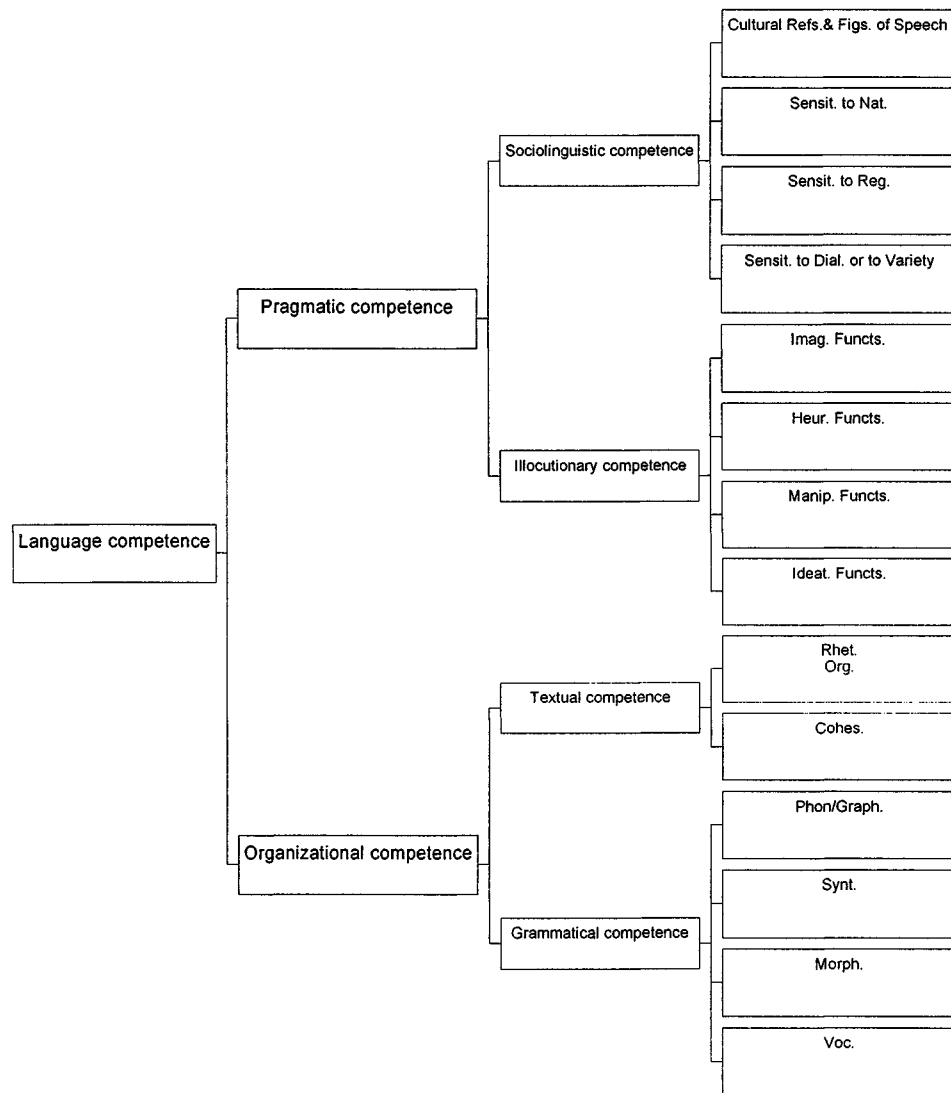 Cultural Refs.& Figs. of Speech
Sensit. to Nat.
Sociolinguistic competence
Sensit. to Reg.
Sensit. to Dial. or to Variety
Pragmatic competence
Imag. Functs.
Heur. Functs.
Illocutionary competence
Manip. Functs.
Language competence
Ideat. Functs.
Rhet.
Org.
Textual competence
Cohes.
Phon/Graph.
Organizational competence
Synt.
Grammatical competence
Morph.
Voc.